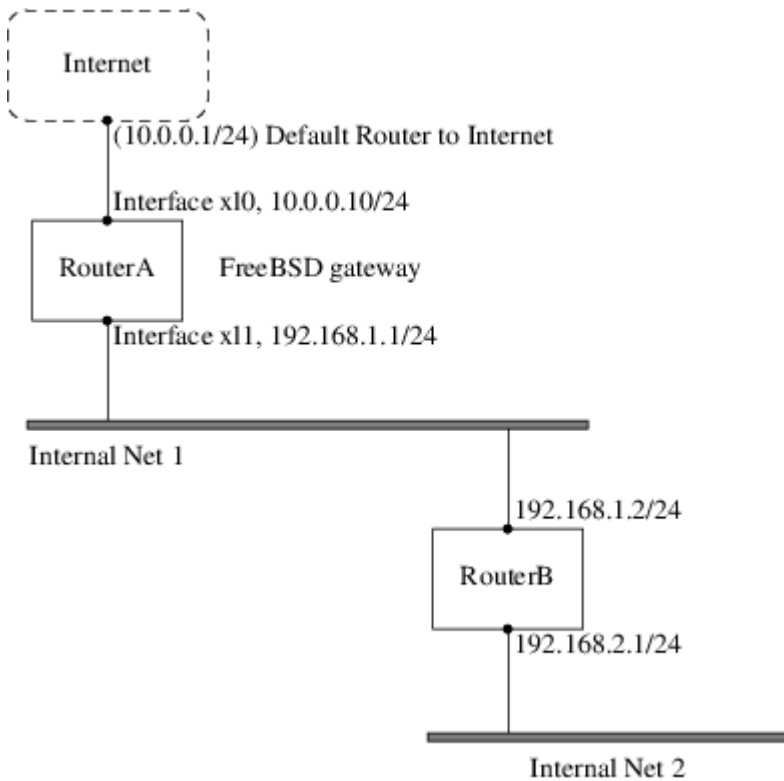 Internet
(10.0.0.1/24) Default Router to Internet
Interface xl0, 10.0.0.10/24
RouterA
FreeBSD gateway
Interface xl1, 192.168.1.1/24
Internal Net 1
192.168.1.2/24
RouterB
192.168.2.1/24
Internal Net 2